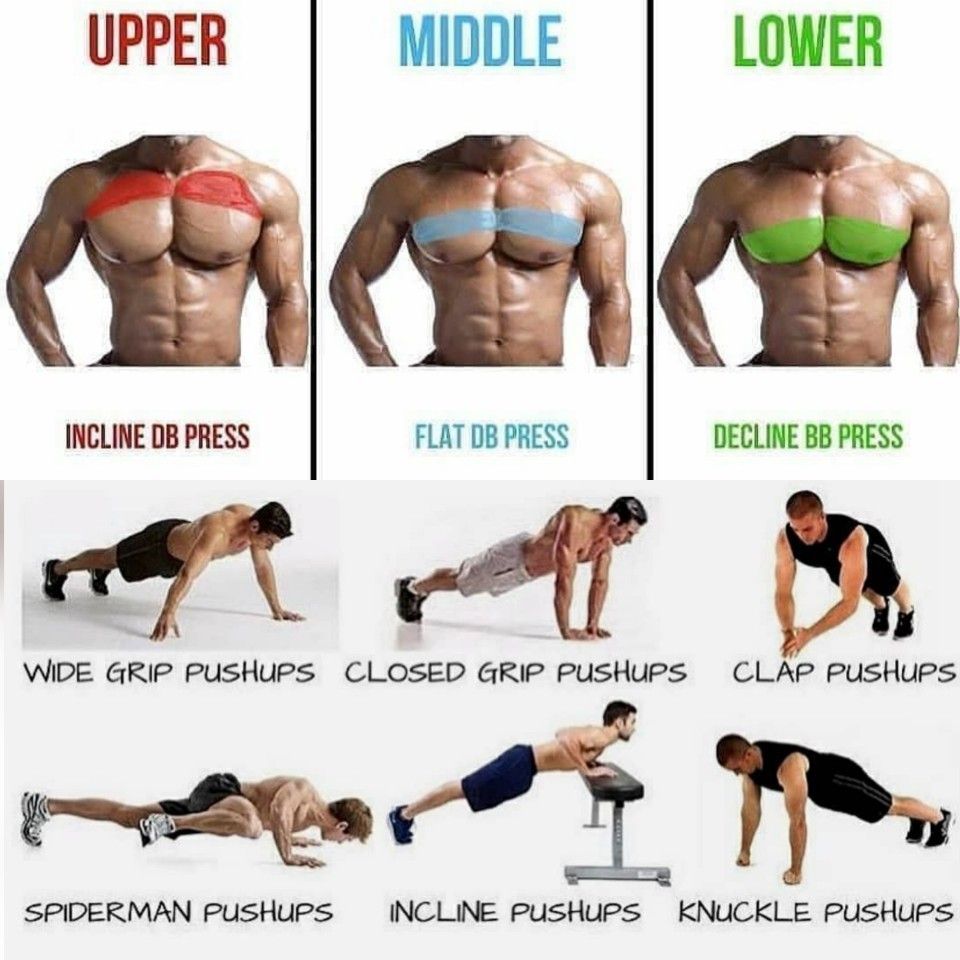 UPPER
MIDDLE
LOWER
INCLINE DB PRESS
FLAT DB PRESS
DECLINE BB PRESS
WIDE GRIP PUSHUPS
CLOSED GRIP PUSHUPS
CLAP PUSHUPS
SPIDERMAN PUSHUPS
INCLINE PUSHUPS
KNUCKLE PUSHUPS